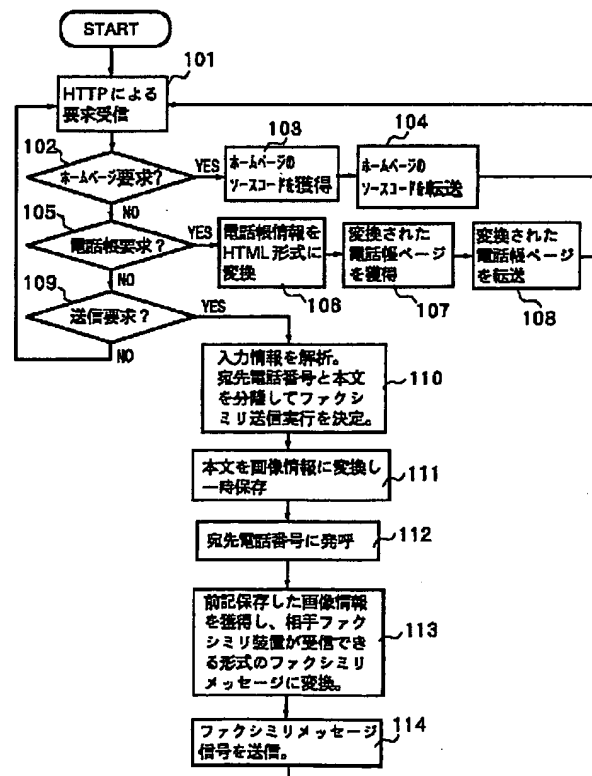 START
101
HTTPによる
要求受信
102
ホームページ要求?
YES
NO
103
ホームページの
ソースコードを獲得
104
ホームページの
ソースコードを転送
105
電話帳要求?
YES
NO
電話帳情報を
HTML形式に
変換
106
変換された
電話帳ページ
を獲得
107
変換された
電話帳ページ
を転送
108
109
送信要求?
YES
NO
入力情報を解析。
宛先電話番号と本文
を分離してファクシ
ミリ送信実行を決定。
110
本文を画像情報に変換し
一時保存
111
宛先電話番号に発呼
112
前記保存した画像情報
を獲得し、相手ファク
シミリ装置が受信でき
る形式のファクシミリ
メッセージに変換。
113
ファクシミリメッセージ
信号を送信。
114